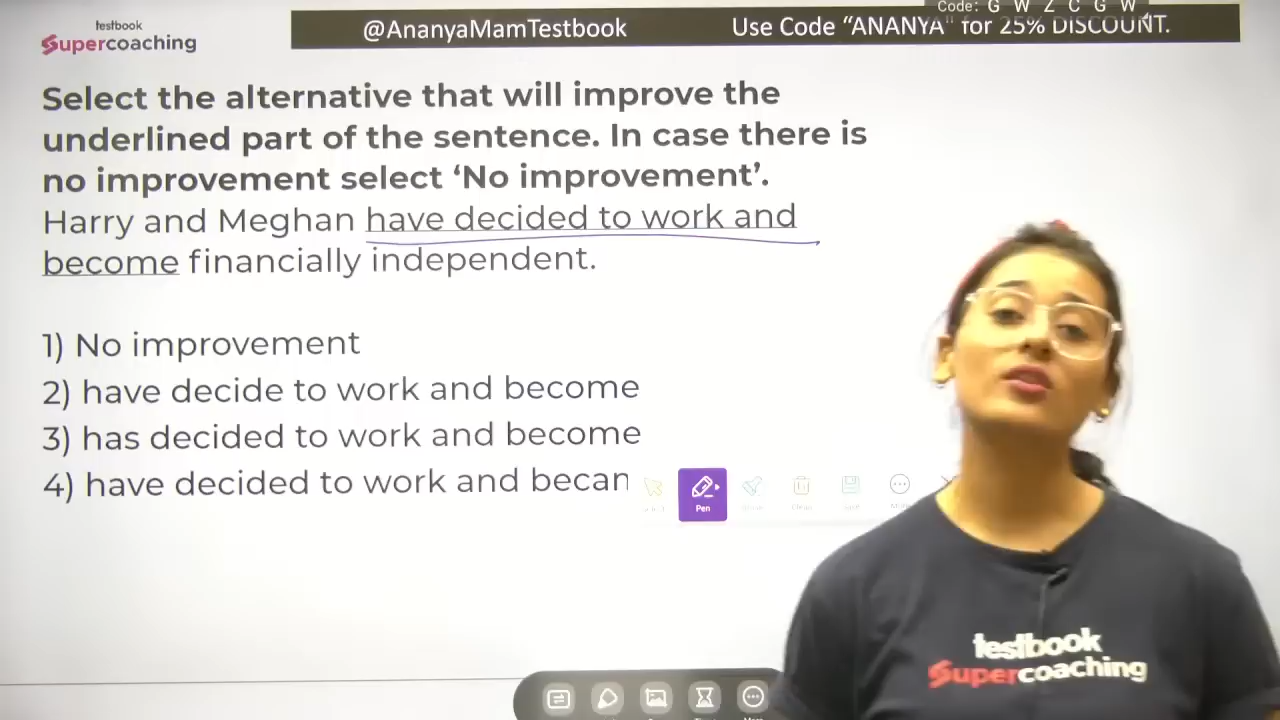 testbook
Supercoaching
@AnanyaMamTestbook
Use Code “ANANYA” for 25% DISCOUNT.
Code: G W Z C G W
Select the alternative that will improve the
underlined part of the sentence. In case there is
no improvement select ‘No improvement’.
Harry and Meghan have decided to work and
become financially independent.
1) No improvement
2) have decide to work and become
3) has decided to work and become
4) have decided to work and becan
Pen
testbook
Supercoaching